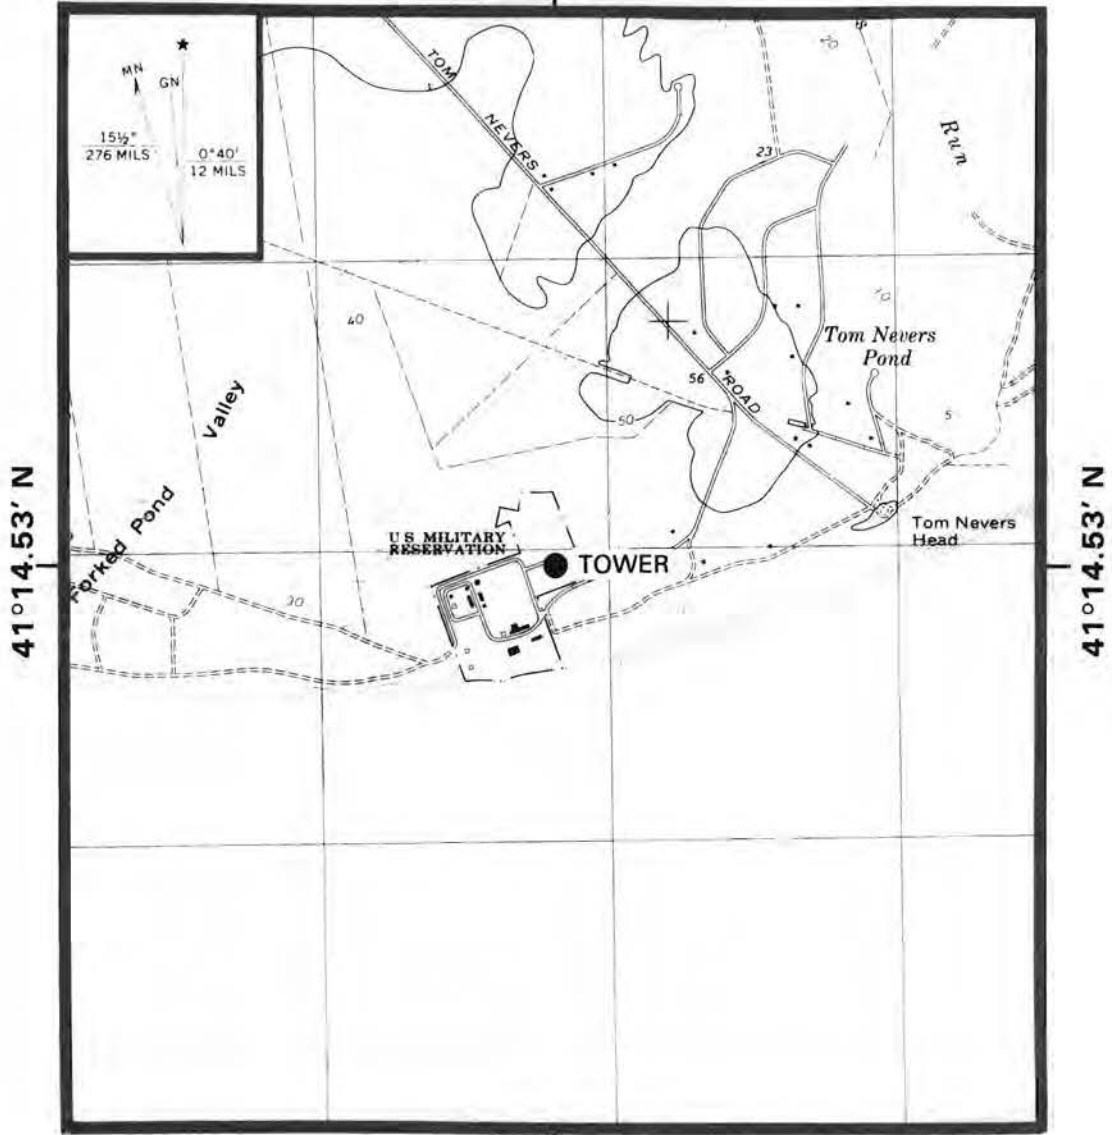 MN
GN
15½°
276 MILS
0°40'
12 MILS
TOM NEVERS ROAD
20
Run
23
10
40
Tom Nevers
Pond
56
50
5
Valley
Forked Pond
41°14.53' N
41°14.53' N
U S MILITARY
RESERVATION
TOWER
Tom Nevers
Head